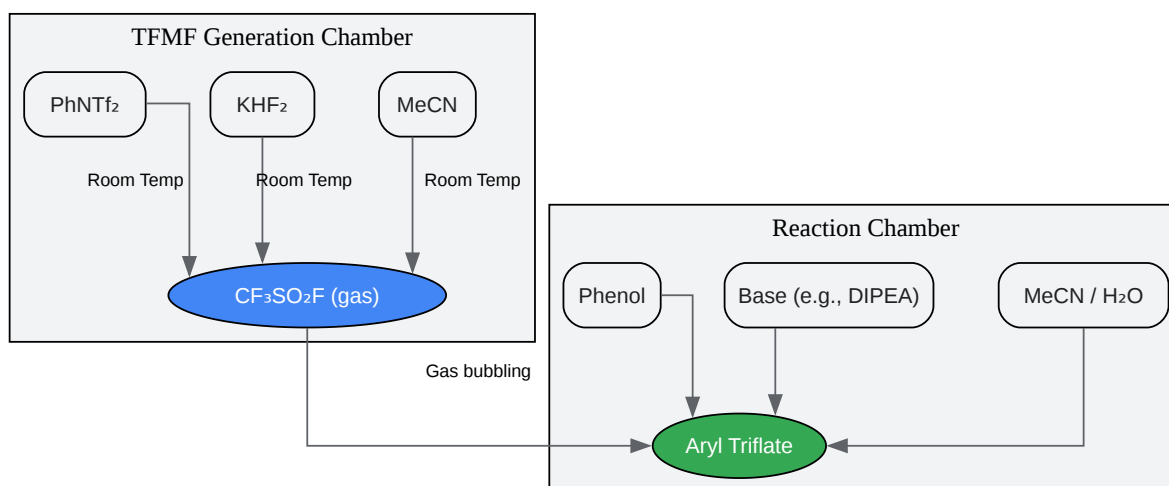 TFMF Generation Chamber
PhNTf₂
KHF₂
MeCN
Room Temp
Room Temp
Room Temp
CF₃SO₂F (gas)
Gas bubbling
Reaction Chamber
Phenol
Base (e.g., DIPEA)
MeCN / H₂O
Aryl Triflate